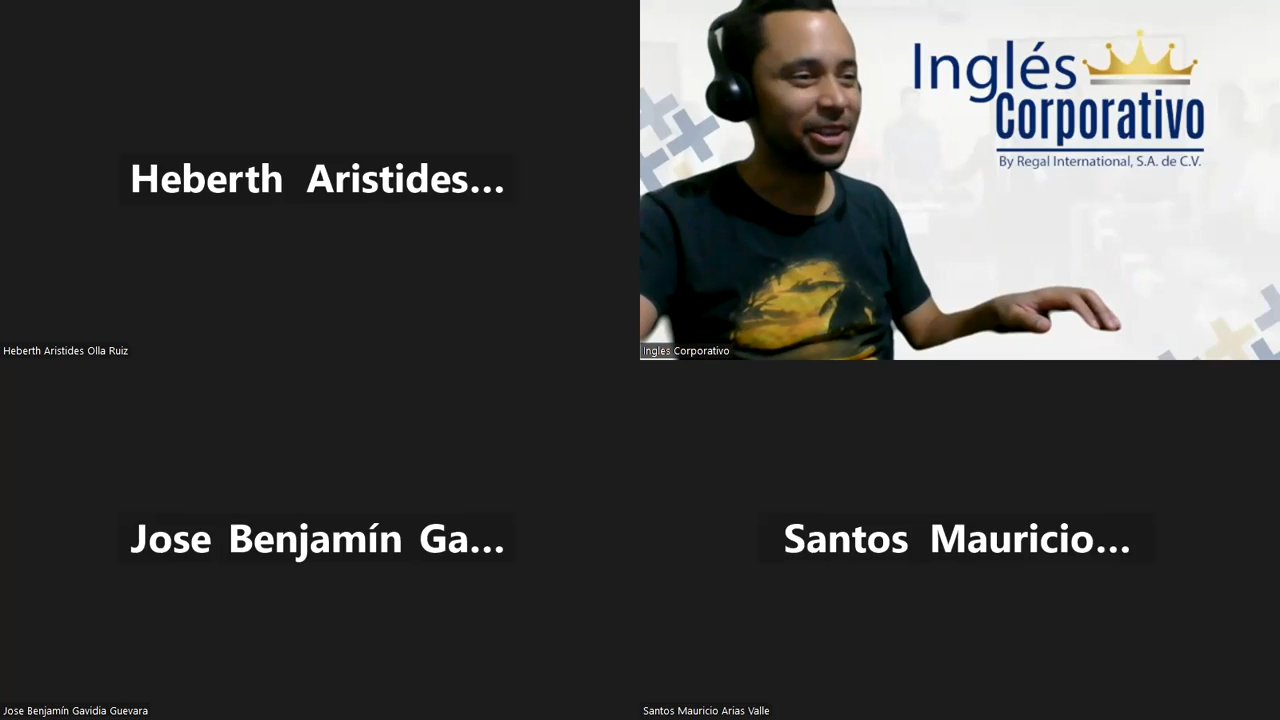 Heberth Aristides...
Heberth Aristides Olla Ruiz
Inglés
Corporativo
By Regal International, S.A. de C.V.
Ingles Corporativo
Jose Benjamín Ga...
Jose Benjamín Gavidia Guevara
Santos Mauricio...
Santos Mauricio Arias Valle